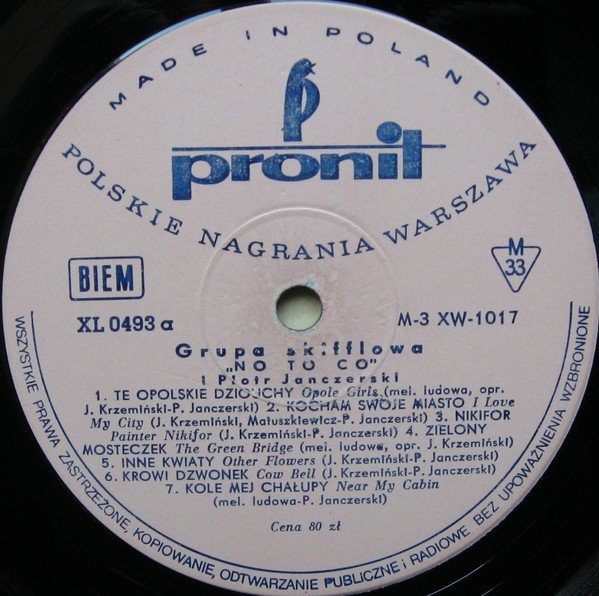 MADE IN POLAND
pronit
POLSKIE NAGRANIA WARSZAWA
BIEM
M
33
XL 0493 a
M-3 XW-1017
Grupa skifflowa
„NO TO CO”
i Piotr Janczerski
1. TE OPOLSKIE DZIOUCHY Opole Girls (mel. ludowa, opr.
J. Krzemiński-P. Janczerski) 2. KOCHAM SWOJE MIASTO I Love
My City (J. Krzemiński, Matuszkiewicz-P. Janczerski) 3. NIKIFOR
Painter Nikifor (J. Krzemiński-P. Janczerski) 4. ZIELONY
MOSTECZEK The Green Bridge (mel. ludowa, opr. J. Krzemiński)
5. INNE KWIATY Other Flowers (J. Krzemiński-P. Janczerski)
6. KROWI DZWONEK Cow Bell (J. Krzemiński-P. Janczerski)
7. KOLE MEJ CHAŁUPY Near My Cabin
(mel. ludowa-P. Janczerski)
Cena 80 zł
WSZYSTKIE PRAWA ZASTRZEŻONE, KOPIOWANIE, ODTWARZANIE PUBLICZNE i RADIOWE BEZ UPOWAŻNIENIA WZBRONIONE